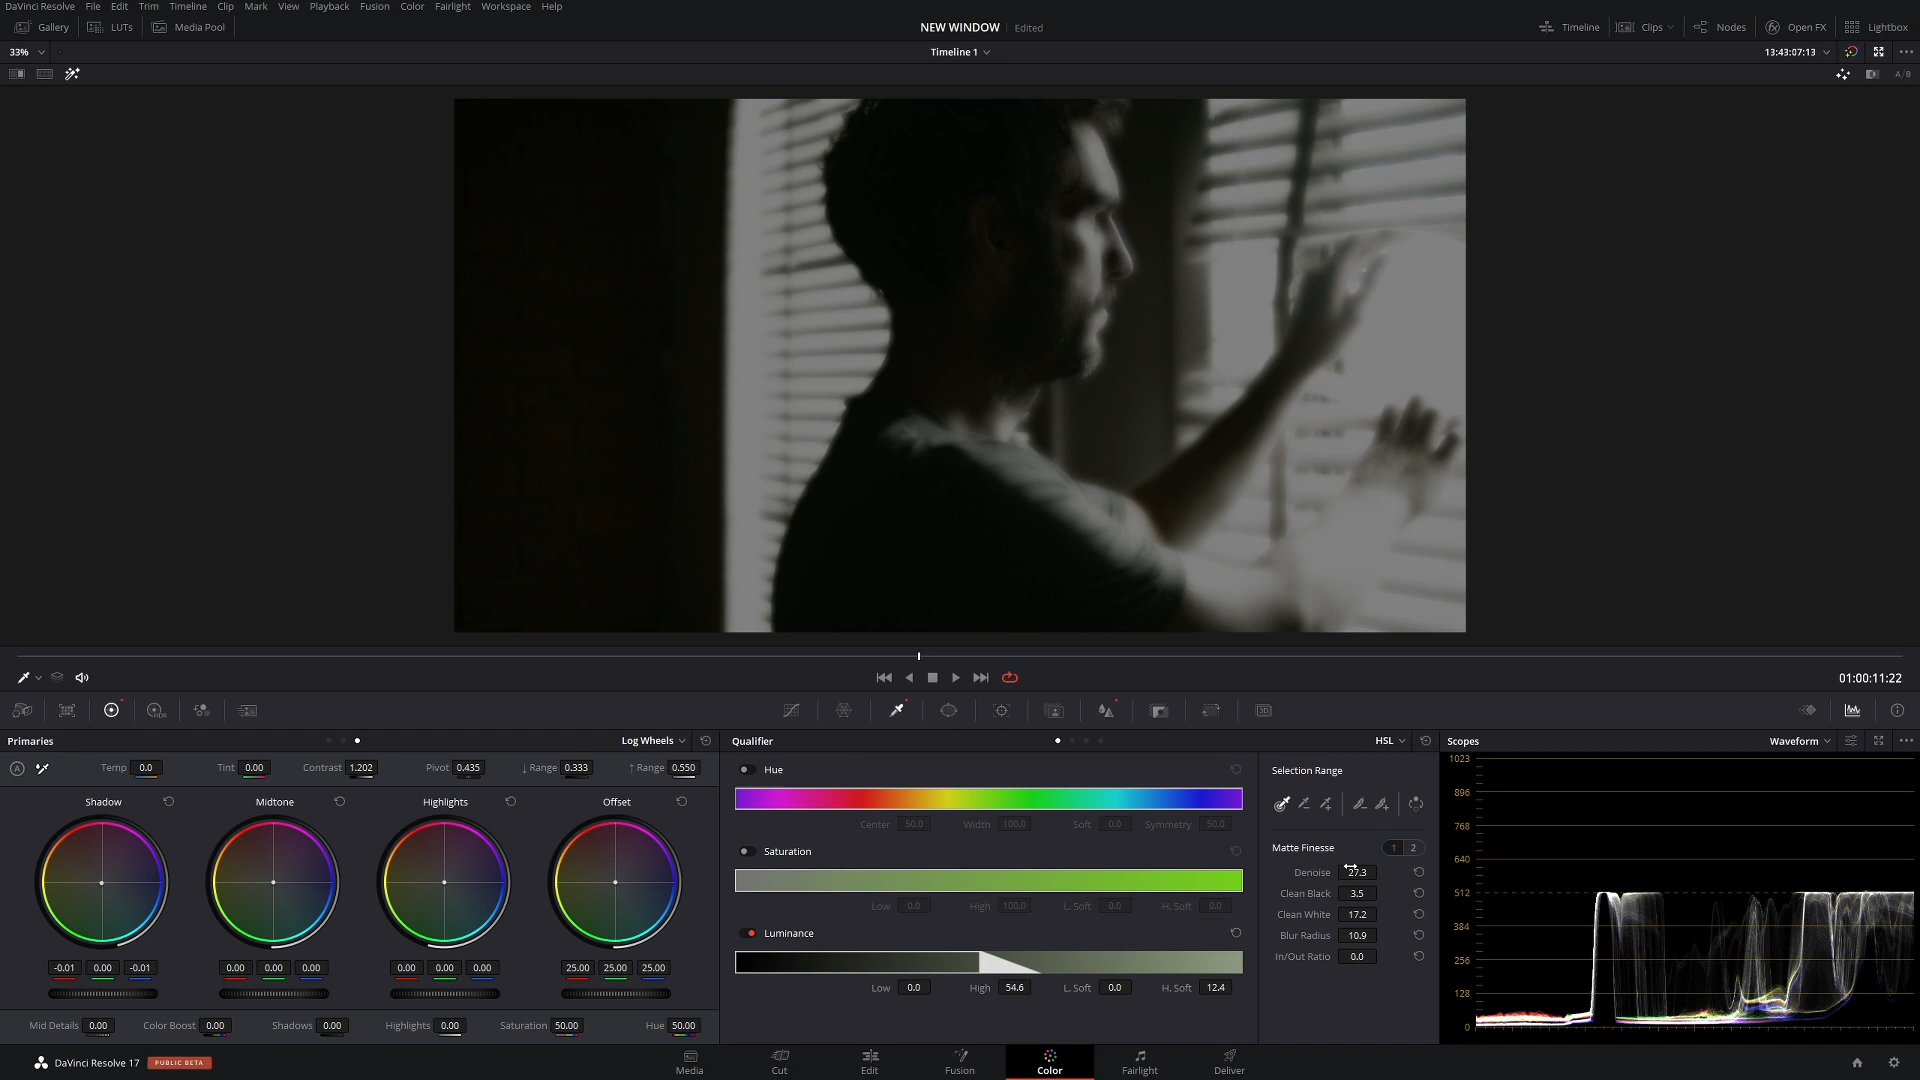 DaVinci Resolve File Edit Trim Timeline Clip Mark View Playback Fusion Color Fairlight Workspace Help
Gallery LUTs Media Pool NEW WINDOW Edited Timeline Clips Nodes Open FX Lightbox
33% Timeline 1 13:43:07:13
A/B
01:00:11:22
HDR 3D
Primaries Log Wheels Qualifier HSL Scopes Waveform
A Temp 0.0 Tint 0.00 Contrast 1.202 Pivot 0.435 ↓ Range 0.333 ↑ Range 0.550
Shadow Midtone Highlights Offset
-0.01 0.00 -0.01 0.00 0.00 0.00 0.00 0.00 0.00 25.00 25.00 25.00
Mid Details 0.00 Color Boost 0.00 Shadows 0.00 Highlights 0.00 Saturation 50.00 Hue 50.00
Hue
Center 50.0 Width 100.0 Soft 0.0 Symmetry 50.0
Saturation
Low 0.0 High 100.0 L. Soft 0.0 H. Soft 0.0
Luminance
Low 0.0 High 54.6 L. Soft 0.0 H. Soft 12.4
Selection Range
Matte Finesse 1 2
Denoise 27.3
Clean Black 3.5
Clean White 17.2
Blur Radius 10.9
In/Out Ratio 0.0
1023
896
768
640
512
384
256
128
0
DaVinci Resolve 17 PUBLIC BETA Media Cut Edit Fusion Color Fairlight Deliver